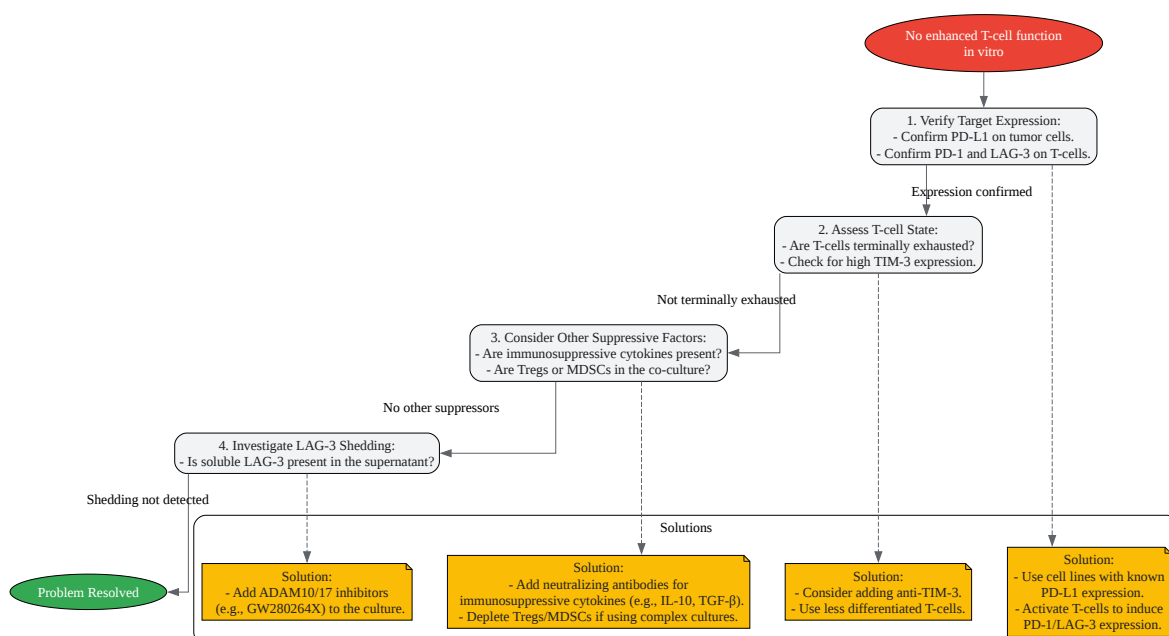 No enhanced T-cell function
in vitro
1. Verify Target Expression:
- Confirm PD-L1 on tumor cells.
- Confirm PD-1 and LAG-3 on T-cells.
Expression confirmed
2. Assess T-cell State:
- Are T-cells terminally exhausted?
- Check for high TIM-3 expression.
Not terminally exhausted
3. Consider Other Suppressive Factors:
- Are immunosuppressive cytokines present?
- Are Tregs or MDSCs in the co-culture?
No other suppressors
4. Investigate LAG-3 Shedding:
- Is soluble LAG-3 present in the supernatant?
Shedding not detected
Solutions
Problem Resolved
Solution:
- Add ADAM10/17 inhibitors
(e.g., GW280264X) to the culture.
Solution:
- Add neutralizing antibodies for
immunosuppressive cytokines (e.g., IL-10, TGF-β).
- Deplete Tregs/MDSCs if using complex cultures.
Solution:
- Consider adding anti-TIM-3.
- Use less differentiated T-cells.
Solution:
- Use cell lines with known
PD-L1 expression.
- Activate T-cells to induce
PD-1/LAG-3 expression.